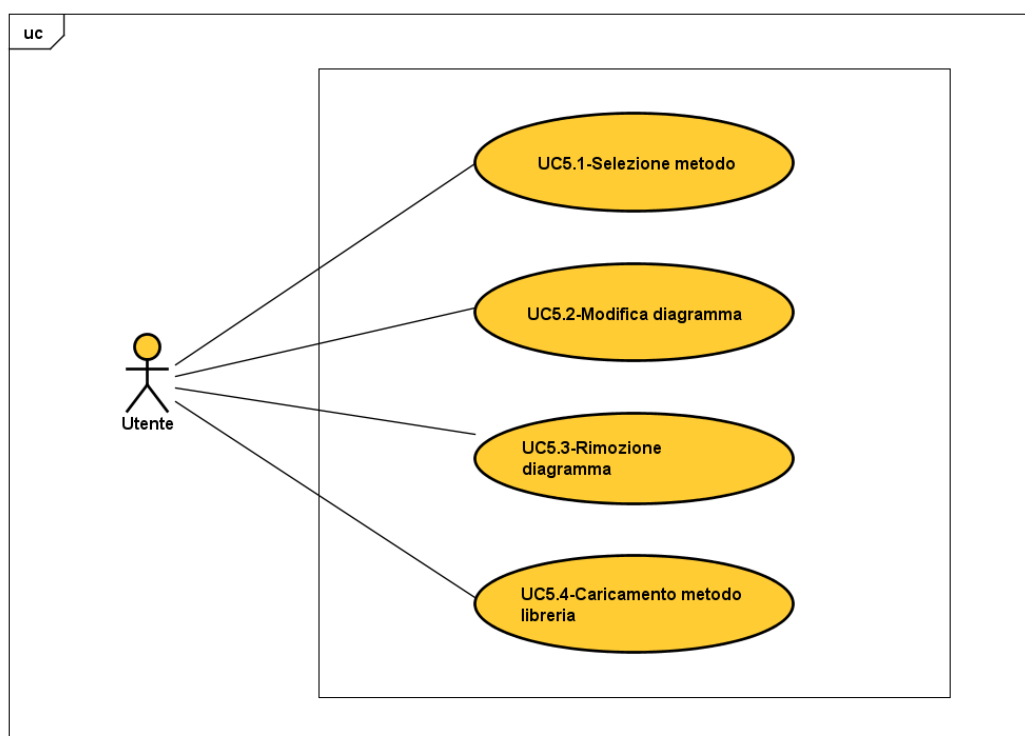 uc
UC5.1-Selezione metodo
UC5.2-Modifica diagramma
Utente
UC5.3-Rimozione
diagramma
UC5.4-Caricamento metodo
libreria